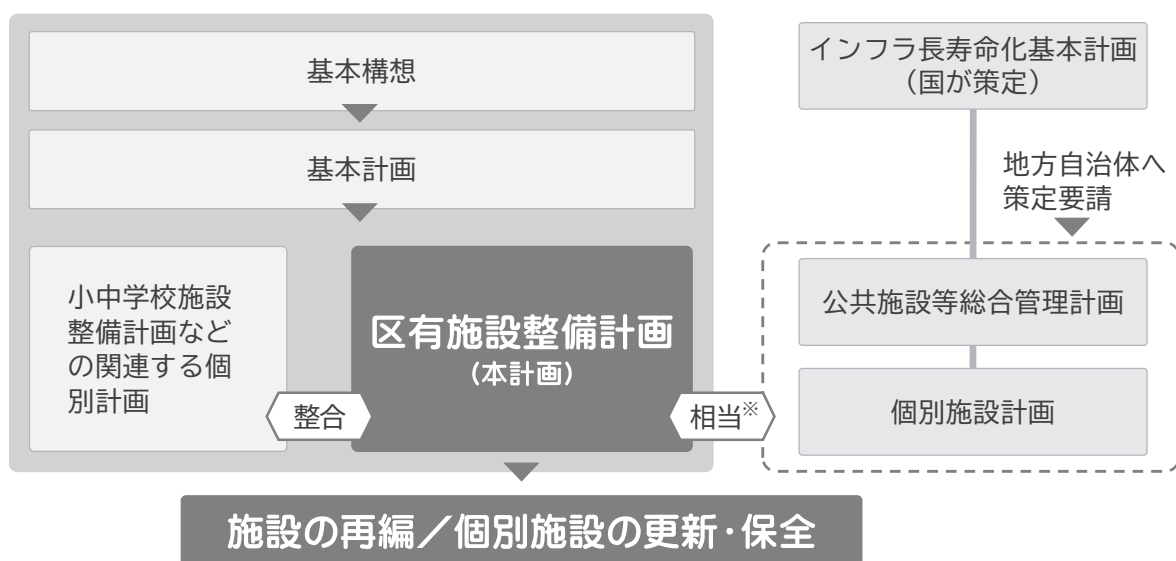 基本構想
基本計画
小中学校施設
整備計画など
の関連する個
別計画
整合
区有施設整備計画
（本計画）
相当※
インフラ長寿命化基本計画
（国が策定）
地方自治体へ
策定要請
公共施設等総合管理計画
個別施設計画
施設の再編／個別施設の更新・保全